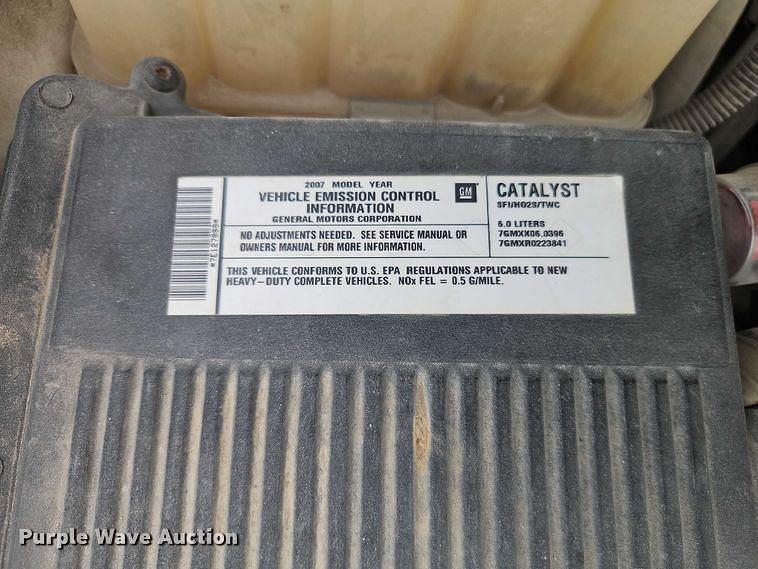 2007 MODEL YEAR
VEHICLE EMISSION CONTROL
INFORMATION
GENERAL MOTORS CORPORATION
GM
NO ADJUSTMENTS NEEDED. SEE SERVICE MANUAL OR
OWNERS MANUAL FOR MORE INFORMATION.
CATALYST
SFI/HO2S/TWC
6.0 LITERS
7GMXX06.0396
7GMXR0223841
THIS VEHICLE CONFORMS TO U.S. EPA REGULATIONS APPLICABLE TO NEW
HEAVY-DUTY COMPLETE VEHICLES. NOx FEL = 0.5 G/MILE.
Purple Wave Auction